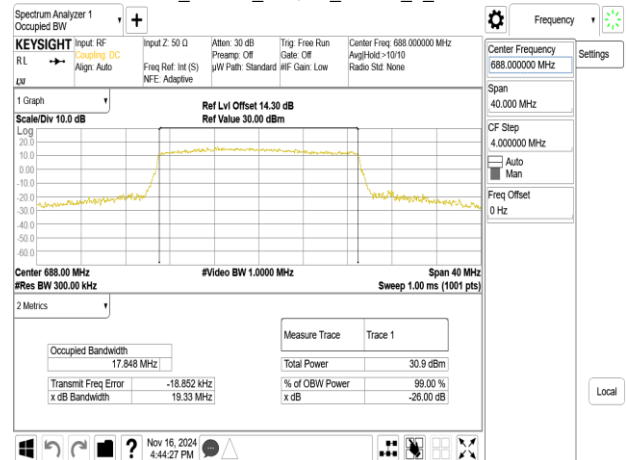 Spectrum Analyzer 1
Occupied BW
Frequency
KEYSIGHT
RL
LXI
Input: RF
Coupling: DC
Align: Auto
Input Z: 50 Ω
Freq Ref: Int (S)
NFE: Adaptive
Atten: 30 dB
Preamp: Off
µW Path: Standard
Trig: Free Run
Gate: Off
#IF Gain: Low
Center Freq: 688.000000 MHz
Avg|Hold:>10/10
Radio Std: None
Center Frequency
688.000000 MHz
Settings
Span
40.000 MHz
CF Step
4.000000 MHz
Auto
Man
Freq Offset
0 Hz
Local
1 Graph
Scale/Div 10.0 dB
Ref Lvl Offset 14.30 dB
Ref Value 30.00 dBm
Log
20.0
10.0
0.00
-10.0
-20.0
-30.0
-40.0
-50.0
-60.0
Center 688.00 MHz
#Video BW 1.0000 MHz
Span 40 MHz
#Res BW 300.00 kHz
Sweep 1.00 ms (1001 pts)
2 Metrics
Measure Trace
Trace 1
Occupied Bandwidth
17.848 MHz
Total Power
30.9 dBm
Transmit Freq Error
-18.852 kHz
% of OBW Power
99.00 %
x dB Bandwidth
19.33 MHz
x dB
-26.00 dB
?
Nov 16, 2024
4:44:27 PM